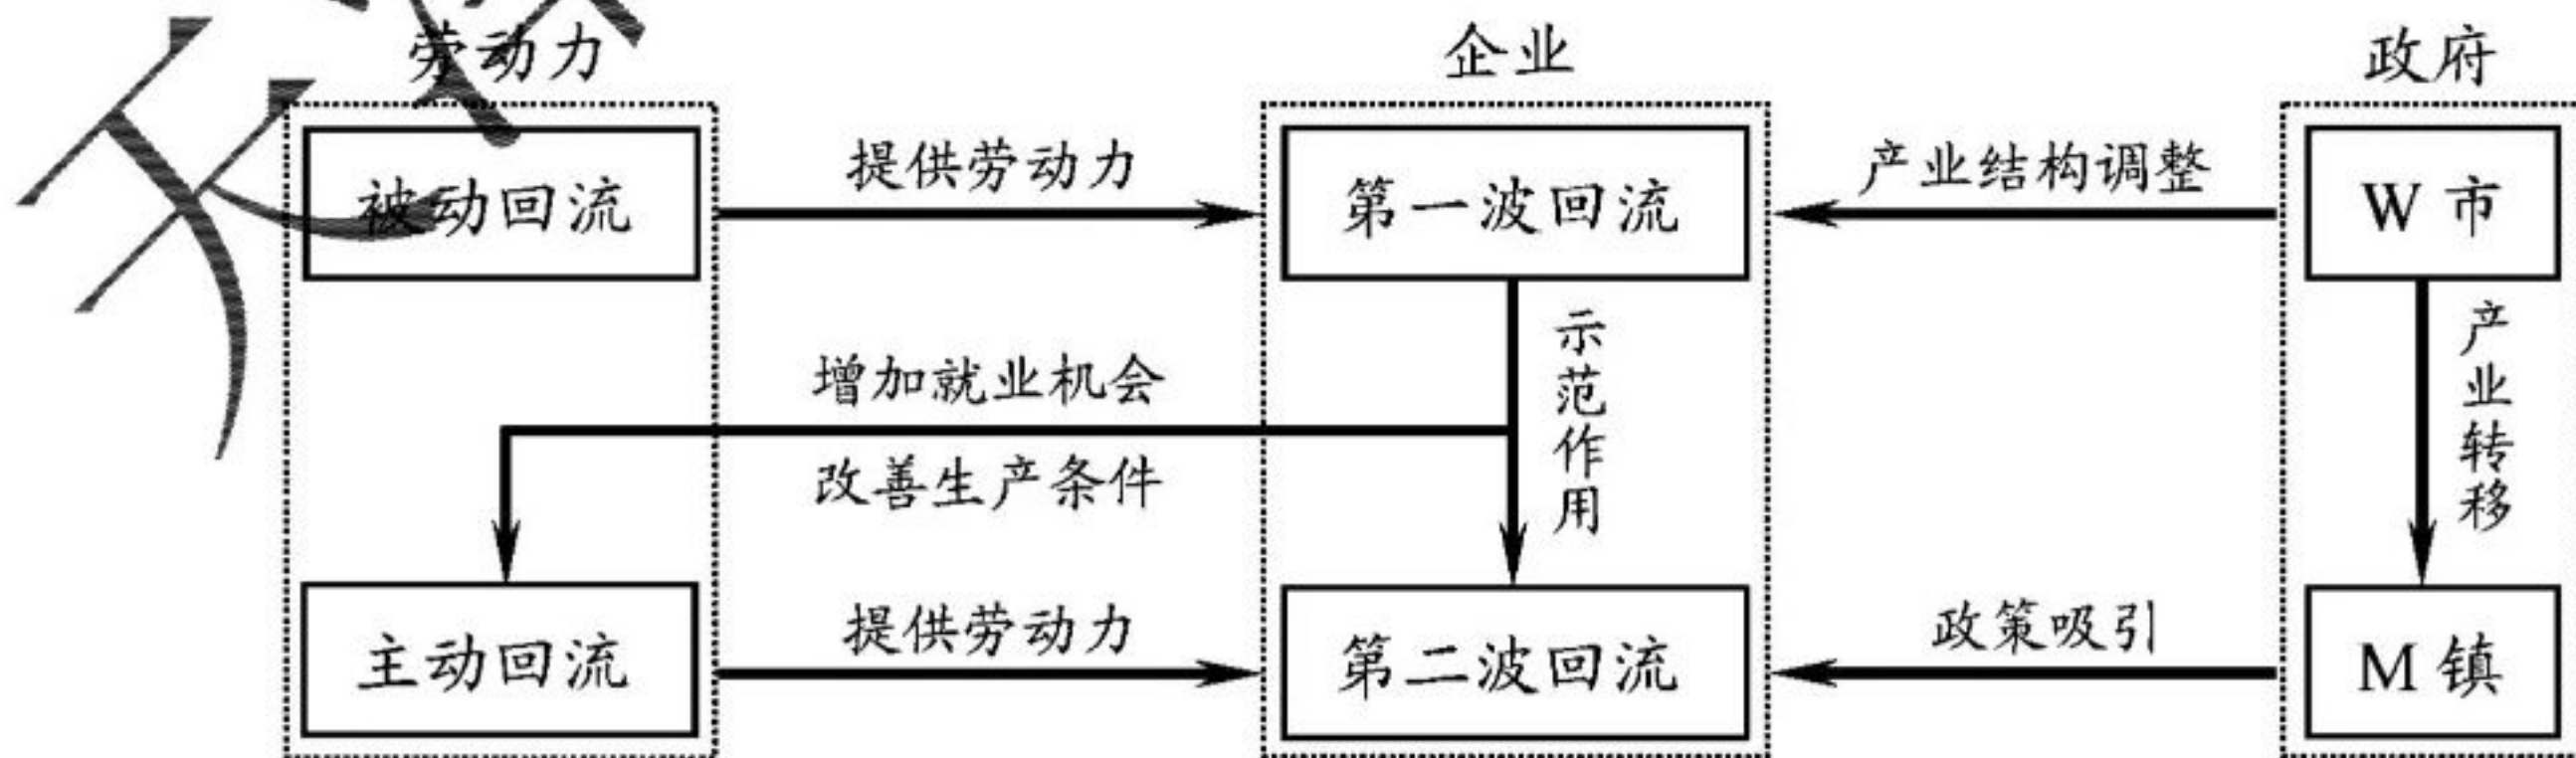 劳动力
企业
政府
被动回流
提供劳动力
第一波回流
产业结构调整
W市
增加就业机会
改善生产条件
示范作用
产业转移
主动回流
提供劳动力
第二波回流
政策吸引
M镇